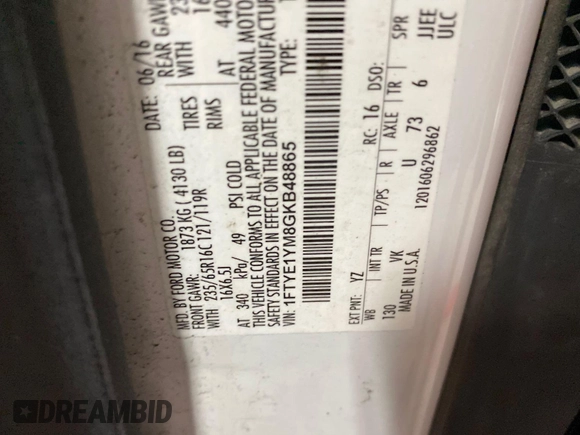 MFD. BY FORD MOTOR CO.
DATE: 06/16
FRONT GAWR: 1873 KG ( 4130 LB)
REAR GAWR
WITH 235/65R16C 121/119R TIRES WITH 23
16X6.5J RIMS 16
AT 340 kPa/ 49 PSI COLD AT 440
THIS VEHICLE CONFORMS TO ALL APPLICABLE FEDERAL MOTOR
SAFETY STANDARDS IN EFFECT ON THE DATE OF MANUFACTURE
VIN: 1FTYE1YM8GKB48865 TYPE:
EXT PNT: YZ RC: 16 DSO:
WB INT TR TP/PS R AXLE TR SPR
130 VK U 73 6 JJEE
MADE IN U.S.A. 1201606296862 ULC
DREAMBID